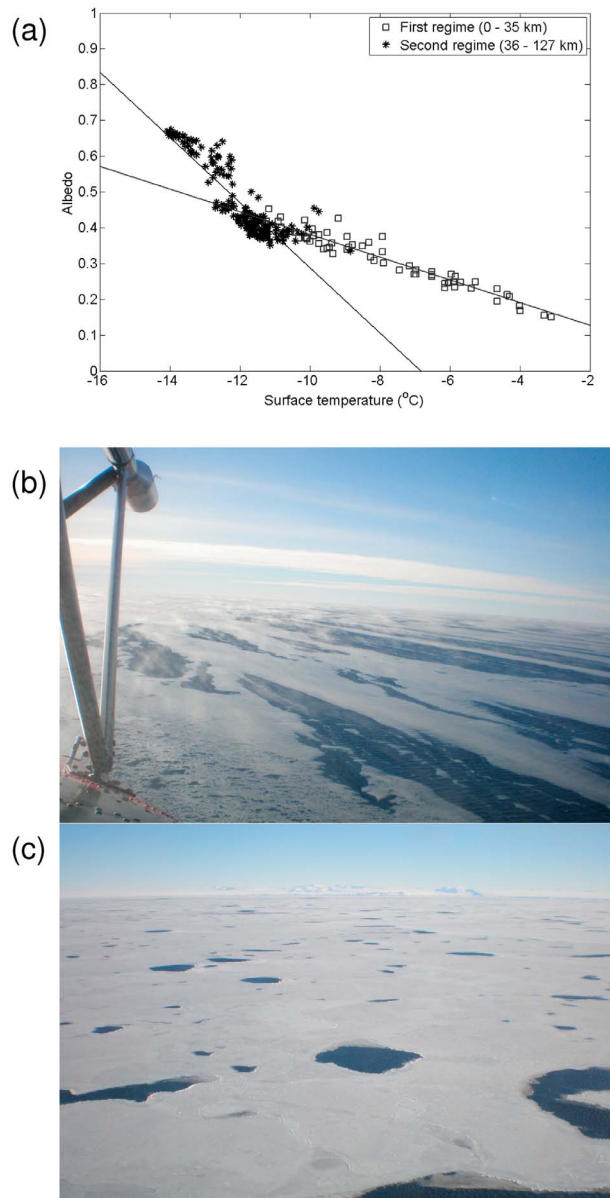 (a)
1
0.9
0.8
0.7
0.6
0.5
0.4
0.3
0.2
0.1
0
Albedo
□ First regime (0 - 35 km)
✱ Second regime (36 - 127 km)
-16 -14 -12 -10 -8 -6 -4 -2
Surface temperature (°C)
(b)
(c)